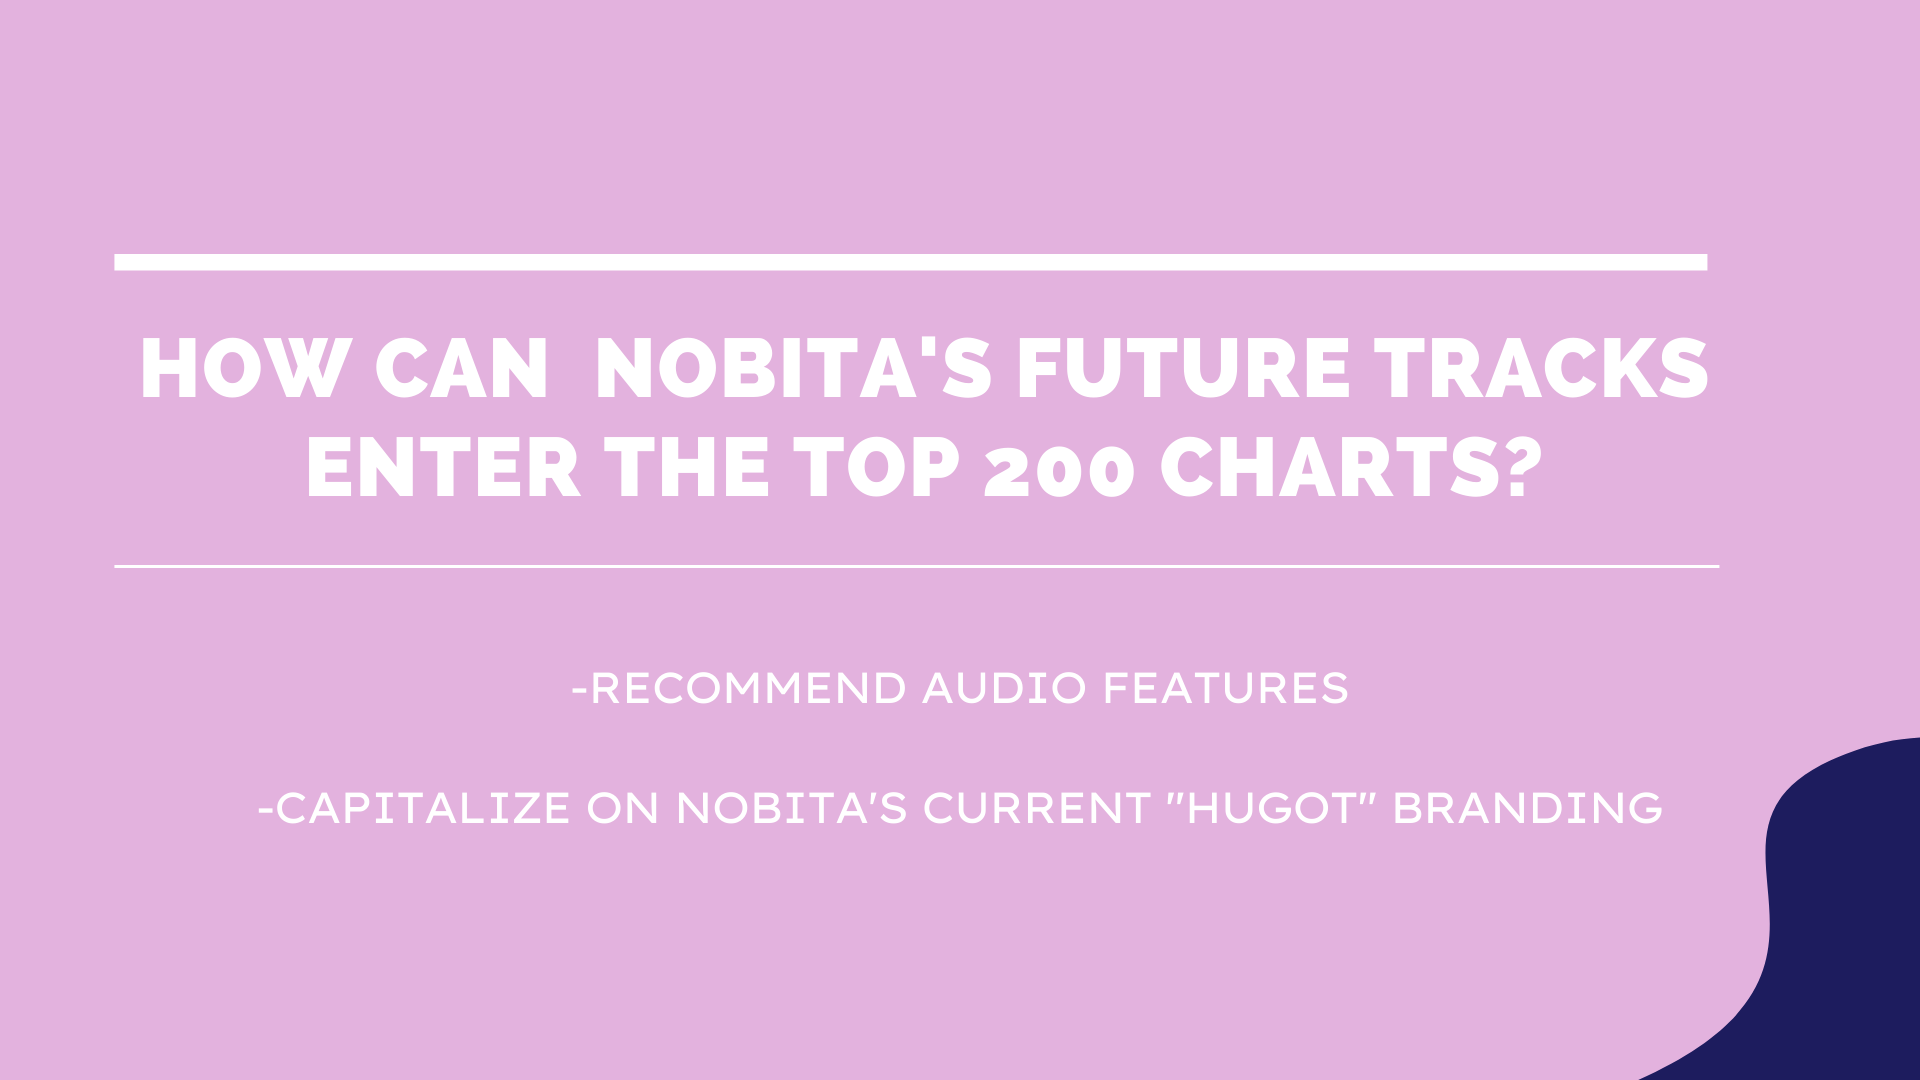 HOW CAN  NOBITA'S FUTURE TRACKS
ENTER THE TOP 200 CHARTS?
-RECOMMEND AUDIO FEATURES
-CAPITALIZE ON NOBITA'S CURRENT "HUGOT" BRANDING